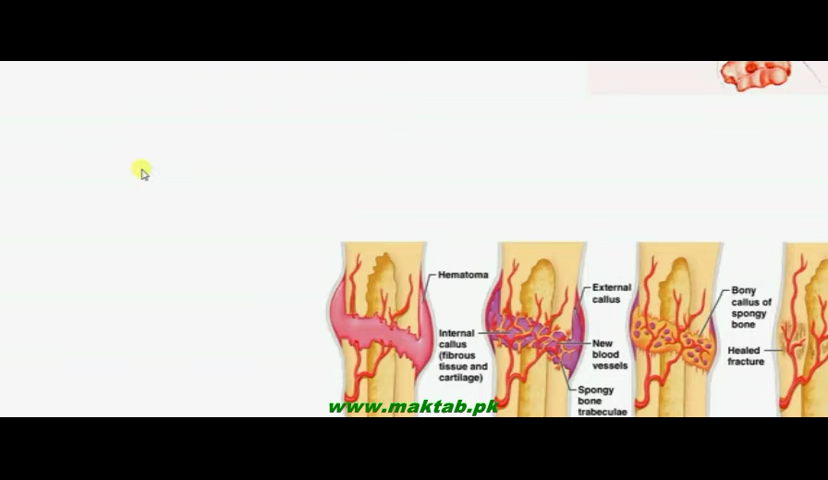 Hematoma
Internal
callus
(fibrous
tissue and
cartilage)
External
callus
New
blood
vessels
Spongy
bone
trabeculae
Bony
callus of
spongy
bone
Healed
fracture
www.maktab.pk